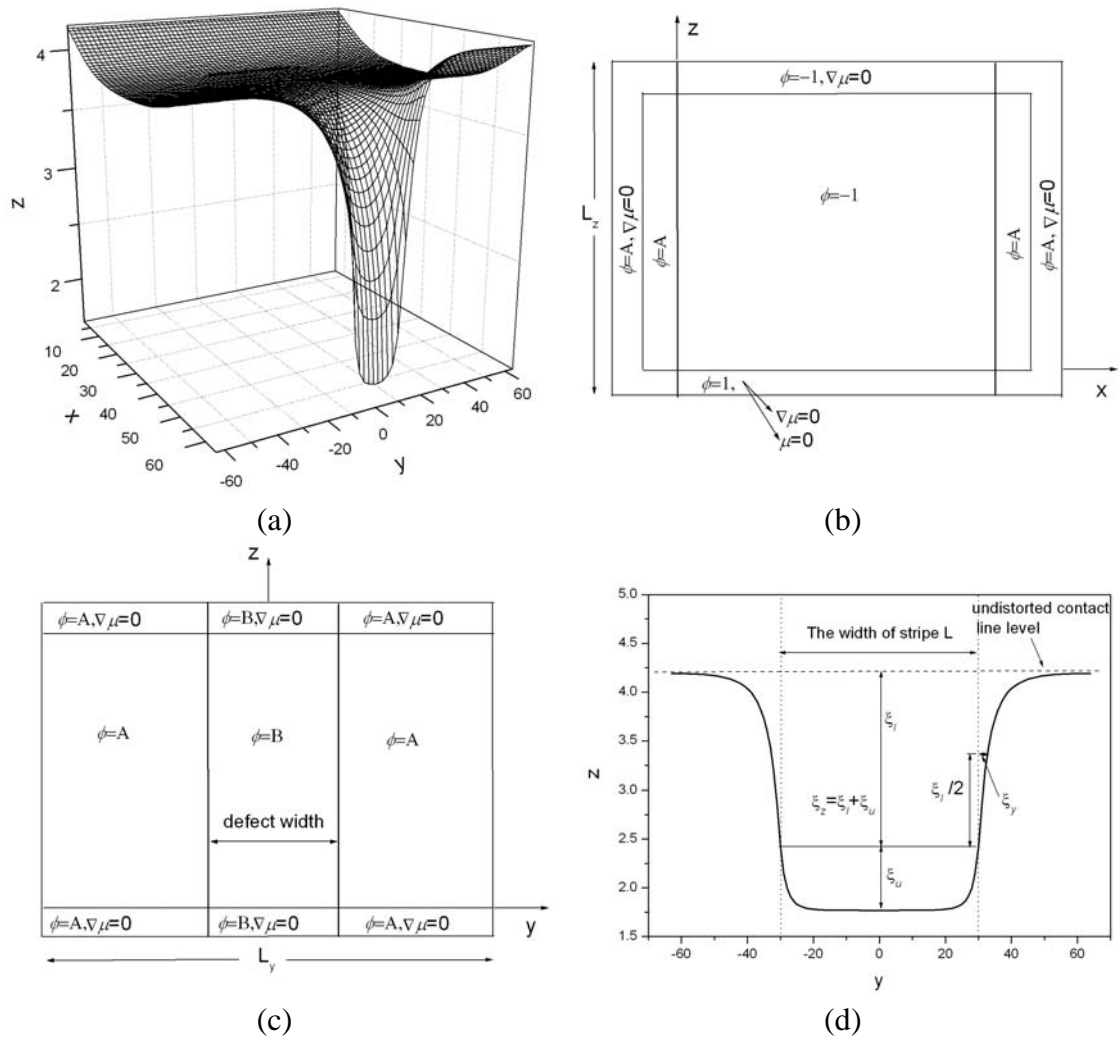 4
3
2
z
10
20
30
40
50
60
x
-60
-40
-20
0
20
40
60
y
(a)
z
ϕ=−1, ∇μ=0
L_z
ϕ=A, ∇μ=0
ϕ=A
ϕ=−1
ϕ=A
ϕ=A, ∇μ=0
ϕ=1,
∇μ=0
μ=0
x
(b)
z
ϕ=A,∇μ=0 ϕ=B,∇μ=0 ϕ=A,∇μ=0
ϕ=A ϕ=B ϕ=A
defect width
ϕ=A,∇μ=0 ϕ=B,∇μ=0 ϕ=A,∇μ=0
y
L_y
(c)
5.0
4.5
4.0
3.5
3.0
2.5
2.0
1.5
z
undistorted contact
line level
The width of stripe L
ξ_l
ξ_z=ξ_l+ξ_u
ξ_l/2
ξ_y
ξ_u
-60 -40 -20 0 20 40 60
y
(d)